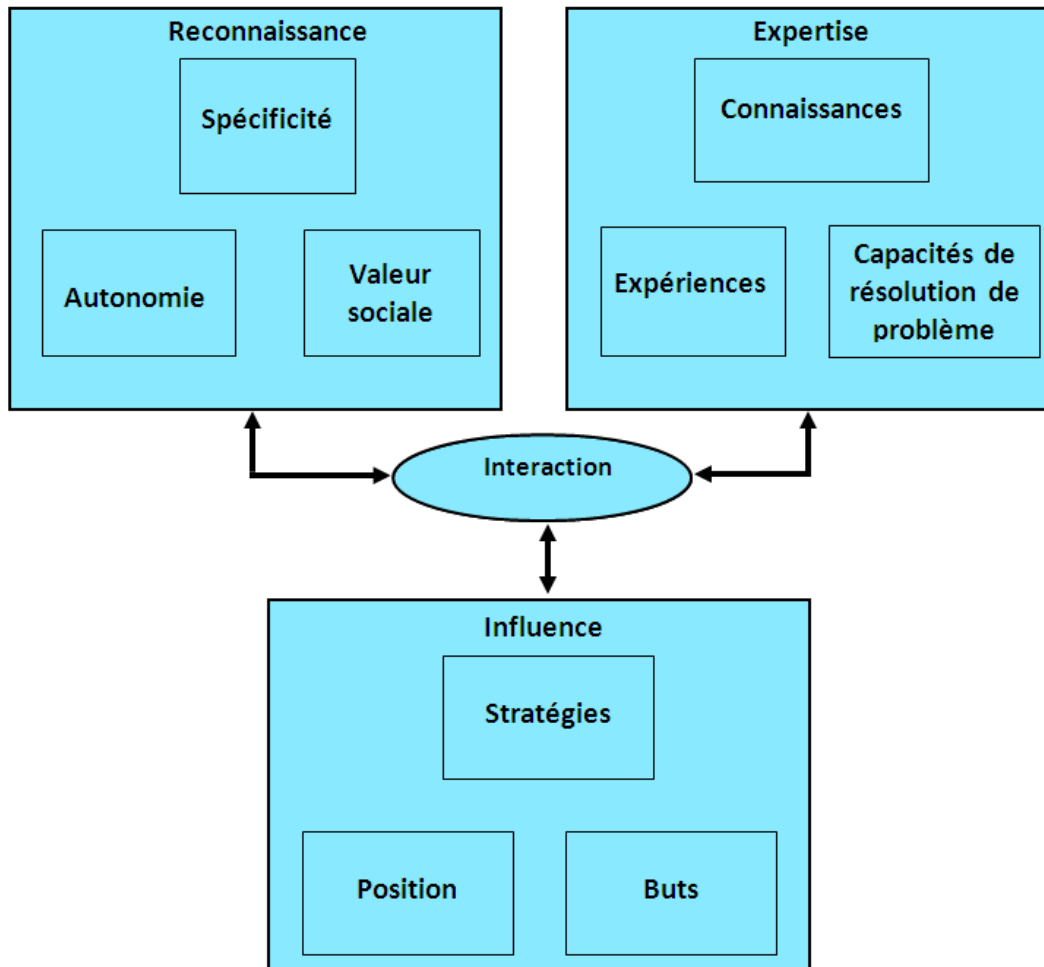 Reconnaissance
Spécificité
Autonomie
Valeur
sociale
Expertise
Connaissances
Expériences
Capacités de
résolution de
problème
Interaction
Influence
Stratégies
Position
Buts